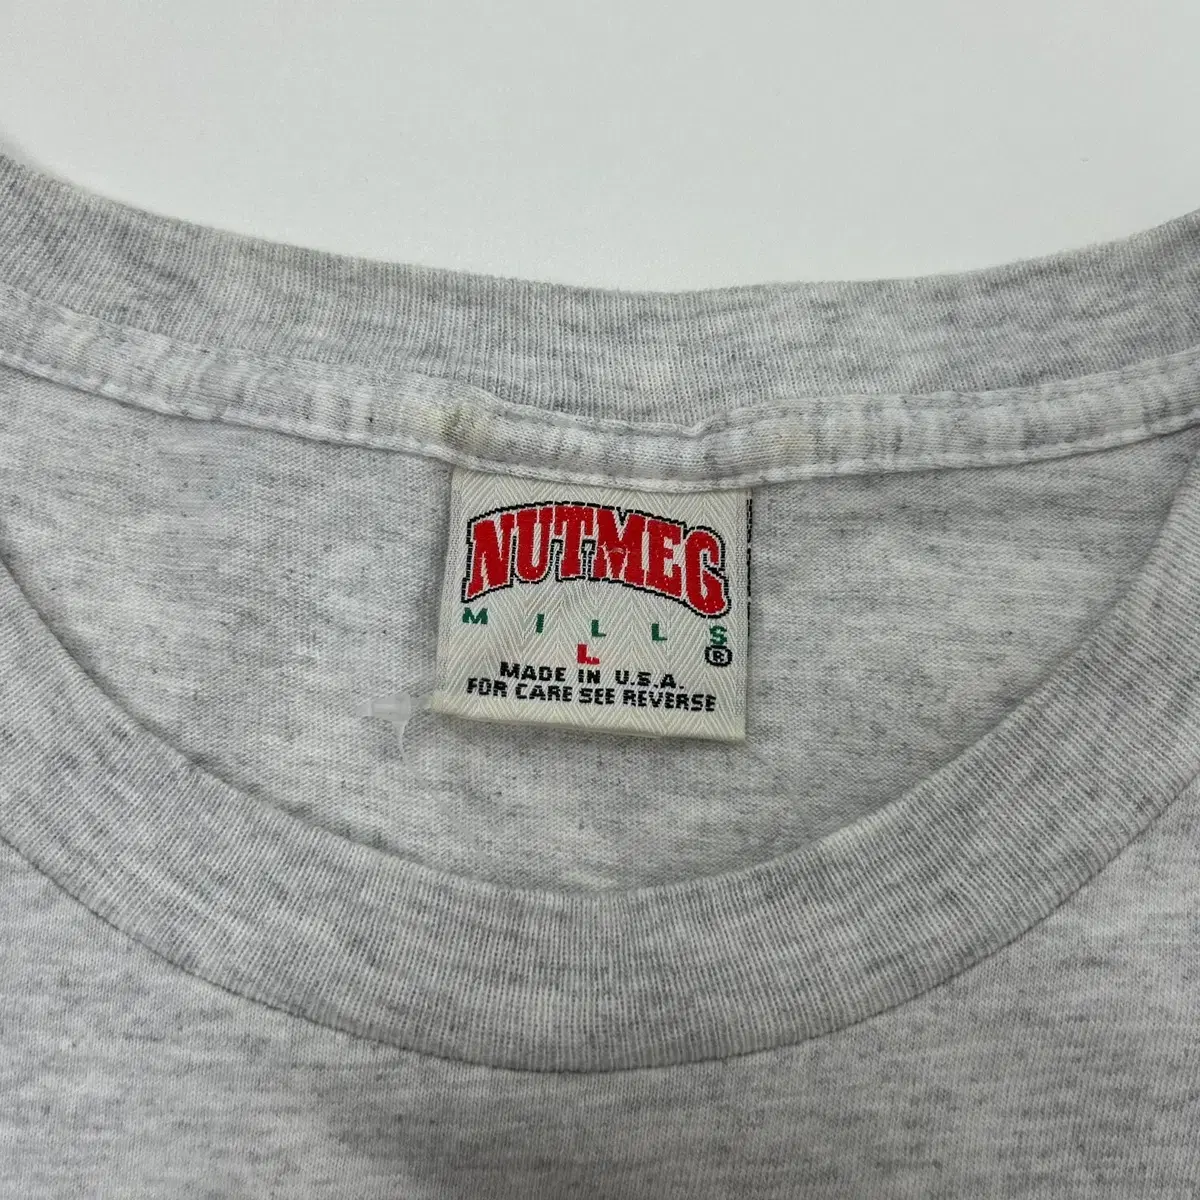 NUTMEG
MILLS®
L
MADE IN U.S.A.
FOR CARE SEE REVERSE